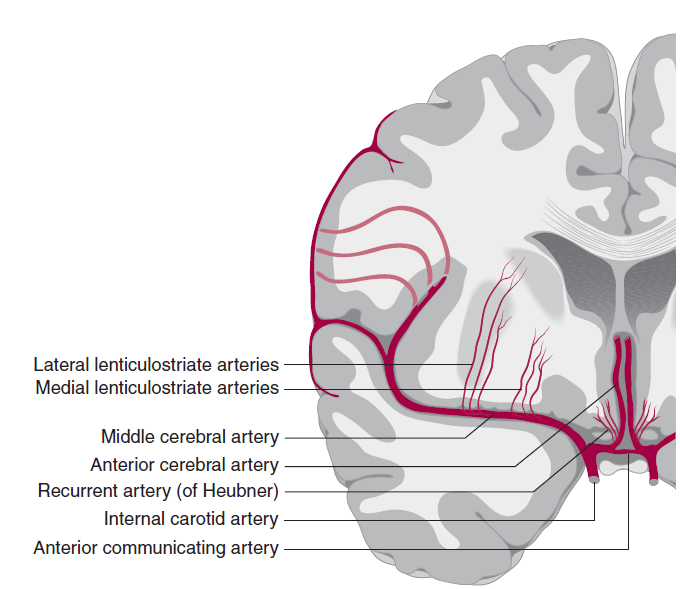 Lateral lenticulostriate arteries
Medial lenticulostriate arteries
Middle cerebral artery
Anterior cerebral artery
Recurrent artery (of Heubner)
Internal carotid artery
Anterior communicating artery